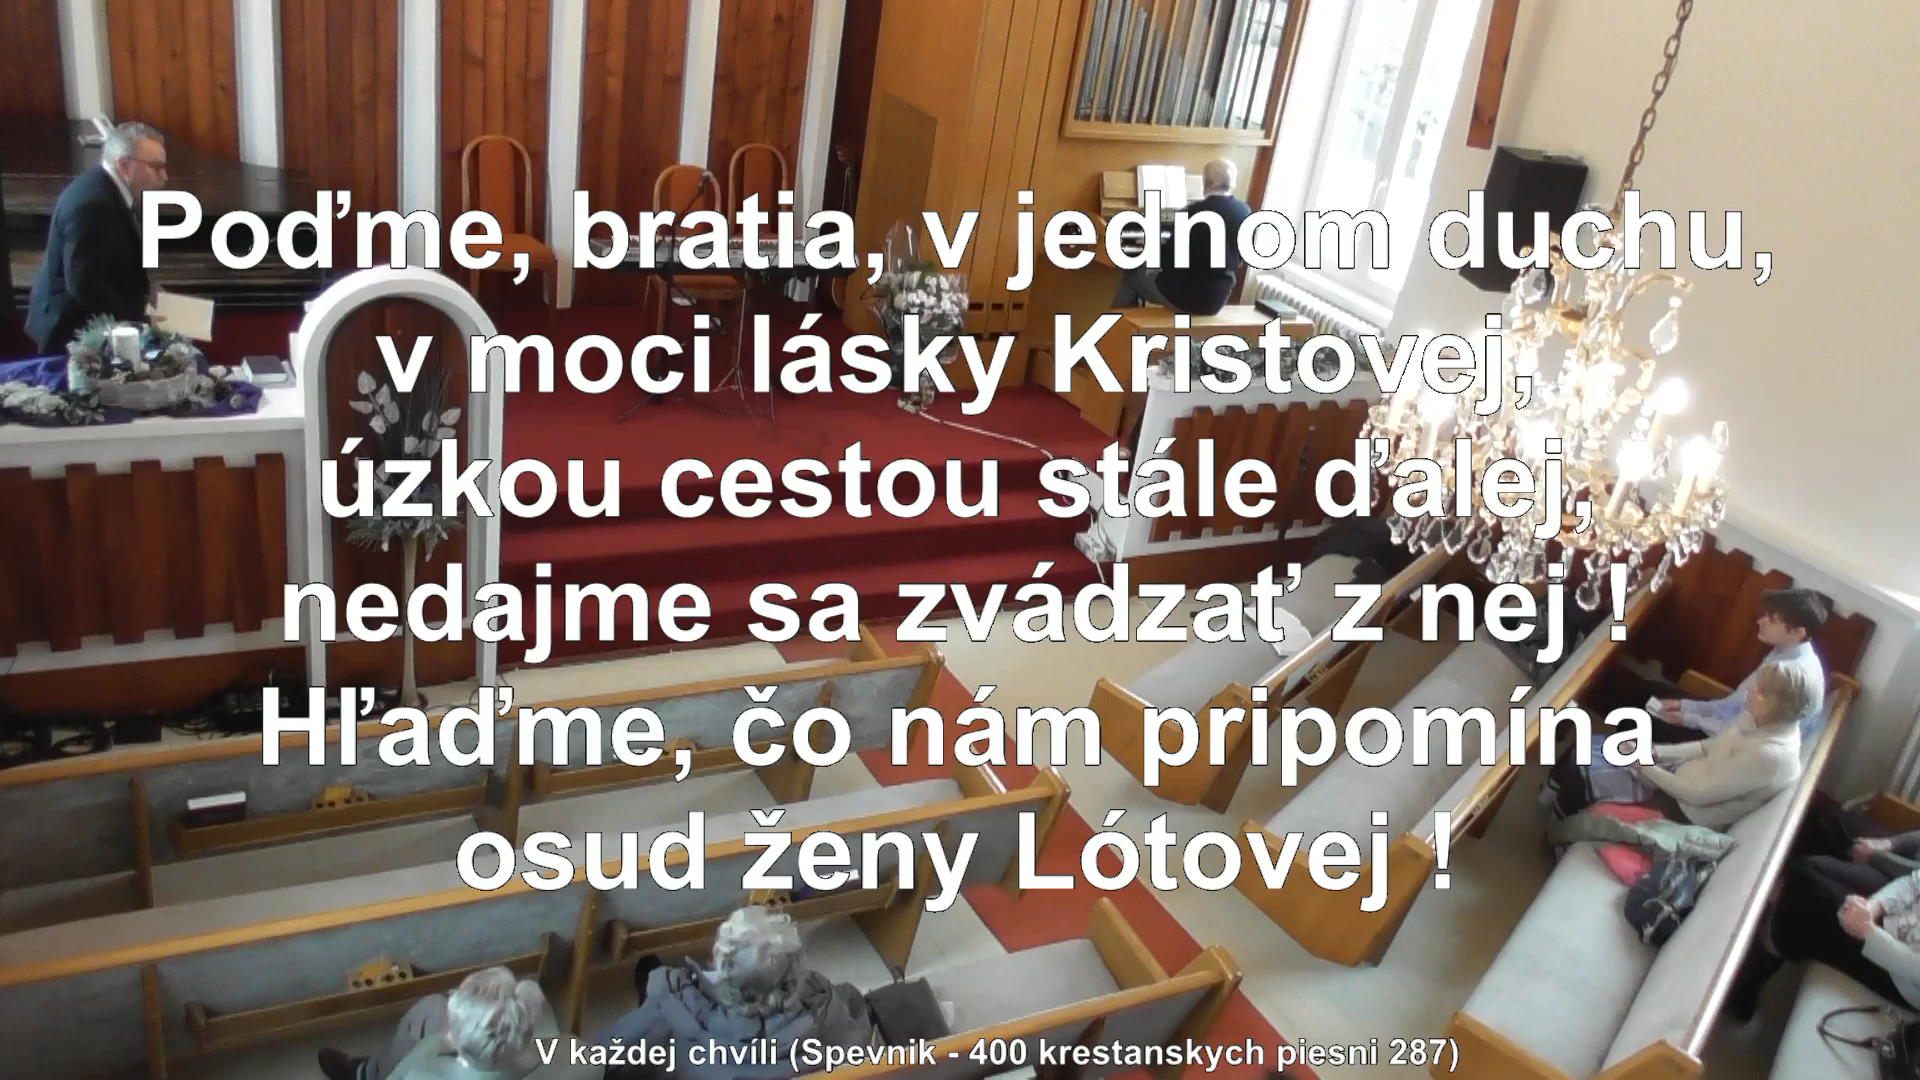 Poďme, bratia, v jednom duchu,
v moci lásky Kristovej,
úzkou cestou stále ďalej,
nedajme sa zvádzať z nej !
Hľaďme, čo nám pripomína
osud ženy Lótovej !
V každej chvíli (Spevnik - 400 krestanskych piesni 287)